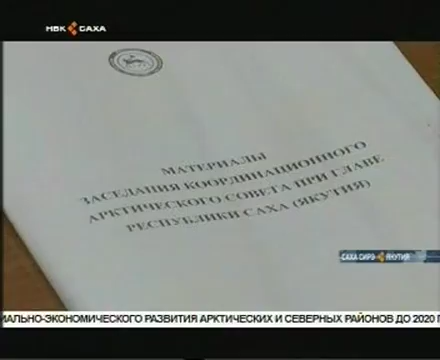 НВК САХА
МАТЕРИАЛЫ
ЗАСЕДАНИЯ КООРДИНАЦИОННОГО
АРКТИЧЕСКОГО СОВЕТА ПРИ ГЛАВЕ
РЕСПУБЛИКИ САХА (ЯКУТИЯ)
САХА СИРЭ ЯКУТИЯ
ИАЛЬНО-ЭКОНОМИЧЕСКОГО РАЗВИТИЯ АРКТИЧЕСКИХ И СЕВЕРНЫХ РАЙОНОВ ДО 2020 Г